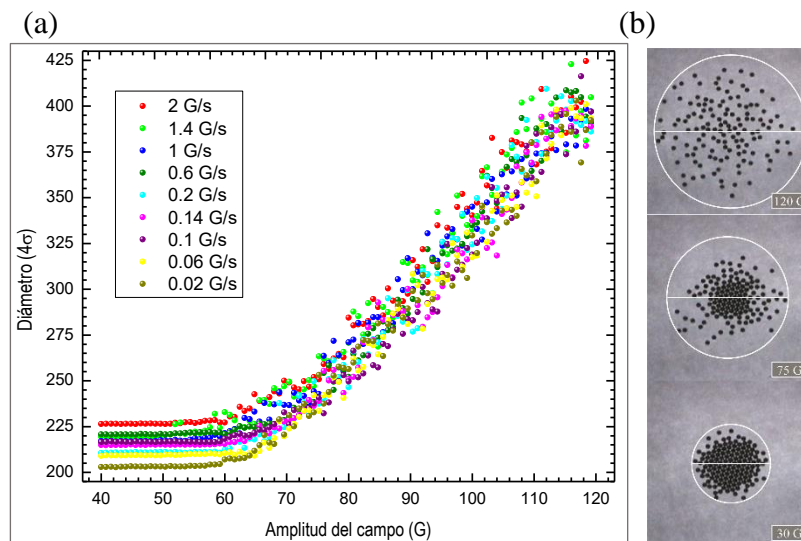 (a)
(b)
Diámetro (4σ)
425
400
375
350
325
300
275
250
225
200
2 G/s
1.4 G/s
1 G/s
0.6 G/s
0.2 G/s
0.14 G/s
0.1 G/s
0.06 G/s
0.02 G/s
40 50 60 70 80 90 100 110 120
Amplitud del campo (G)
120 G
75 G
30 G